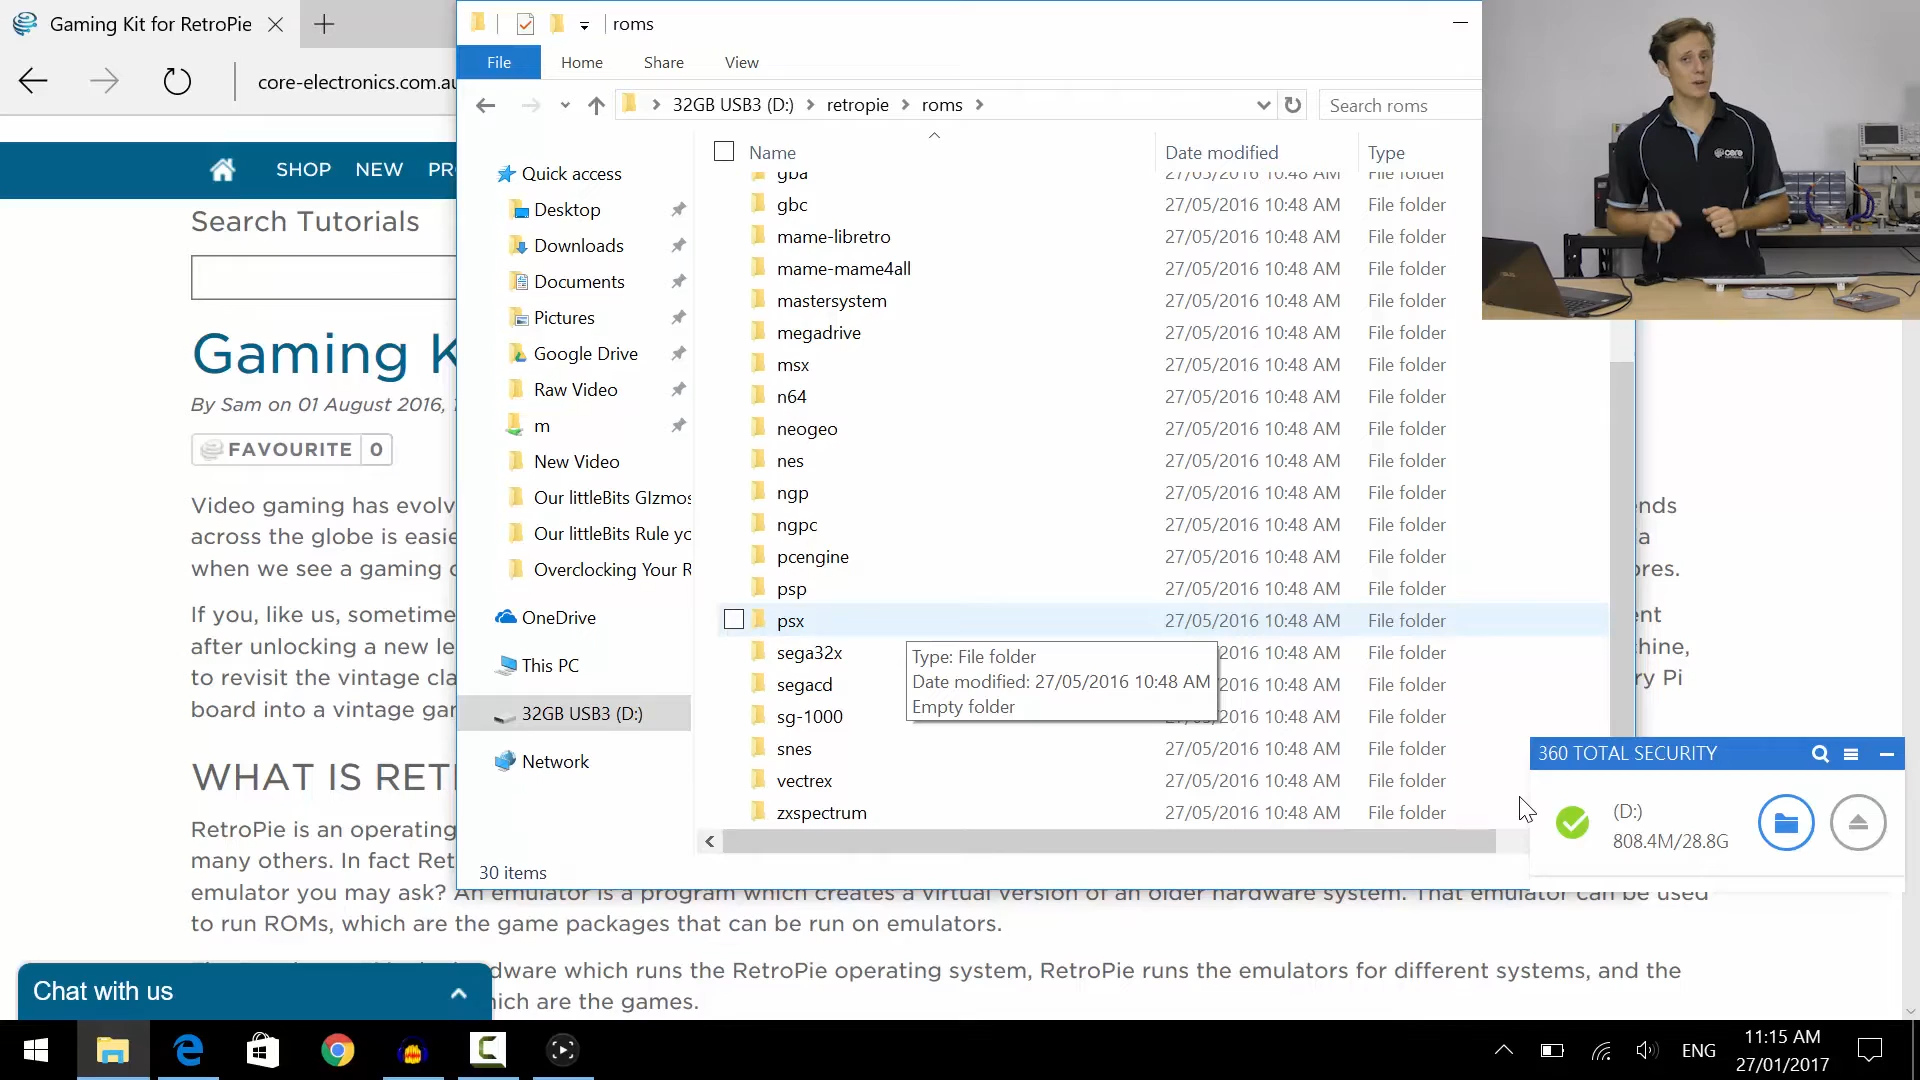 Gaming Kit for RetroPie
core-electronics.com.au
SHOP NEW PR
Search Tutorials
Gaming K
By Sam on 01 August 2016,
FAVOURITE 0
Video gaming has evolv
across the globe is easie
when we see a gaming c
If you, like us, sometime
after unlocking a new le
to revisit the vintage cla
board into a vintage gar
WHAT IS RET
RetroPie is an operating
many others. In fact Ret
emulator you may ask? An emulator is a program which creates a virtual version of an older hardware system. That emulator can be used
to run ROMs, which are the game packages that can be run on emulators.
dware which runs the RetroPie operating system, RetroPie runs the emulators for different systems, and the
hich are the games.
Chat with us
roms
File Home Share View
32GB USB3 (D:) retropie roms
Search roms
Quick access
Desktop
Downloads
Documents
Pictures
Google Drive
Raw Video
m
New Video
Our littleBits GIzmos
Our littleBits Rule yo
Overclocking Your R
OneDrive
This PC
32GB USB3 (D:)
Network
Name Date modified Type
gba 27/05/2016 10:48 AM File folder
gbc 27/05/2016 10:48 AM File folder
mame-libretro 27/05/2016 10:48 AM File folder
mame-mame4all 27/05/2016 10:48 AM File folder
mastersystem 27/05/2016 10:48 AM File folder
megadrive 27/05/2016 10:48 AM File folder
msx 27/05/2016 10:48 AM File folder
n64 27/05/2016 10:48 AM File folder
neogeo 27/05/2016 10:48 AM File folder
nes 27/05/2016 10:48 AM File folder
ngp 27/05/2016 10:48 AM File folder
ngpc 27/05/2016 10:48 AM File folder
pcengine 27/05/2016 10:48 AM File folder
psp 27/05/2016 10:48 AM File folder
psx 27/05/2016 10:48 AM File folder
sega32x 2016 10:48 AM File folder
segacd 2016 10:48 AM File folder
sg-1000 27/05/2016 10:48 AM File folder
snes 27/05/2016 10:48 AM File folder
vectrex 27/05/2016 10:48 AM File folder
zxspectrum 27/05/2016 10:48 AM File folder
Type: File folder
Date modified: 27/05/2016 10:48 AM
Empty folder
30 items
core
nds
a
ores.
ent
hine,
ry Pi
360 TOTAL SECURITY
(D:)
808.4M/28.8G
ENG
11:15 AM
27/01/2017